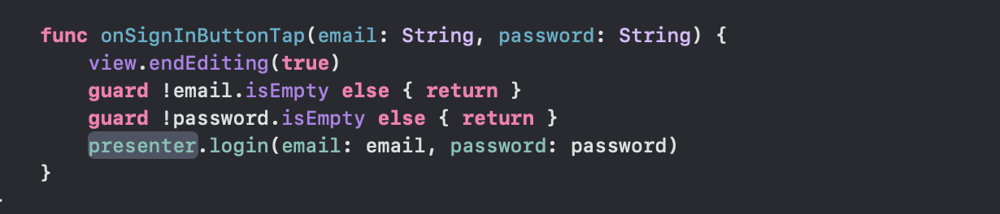 func onSignInButtonTap(email: String, password: String) {
    view.endEditing(true)
    guard !email.isEmpty else { return }
    guard !password.isEmpty else { return }
    presenter.login(email: email, password: password)
}